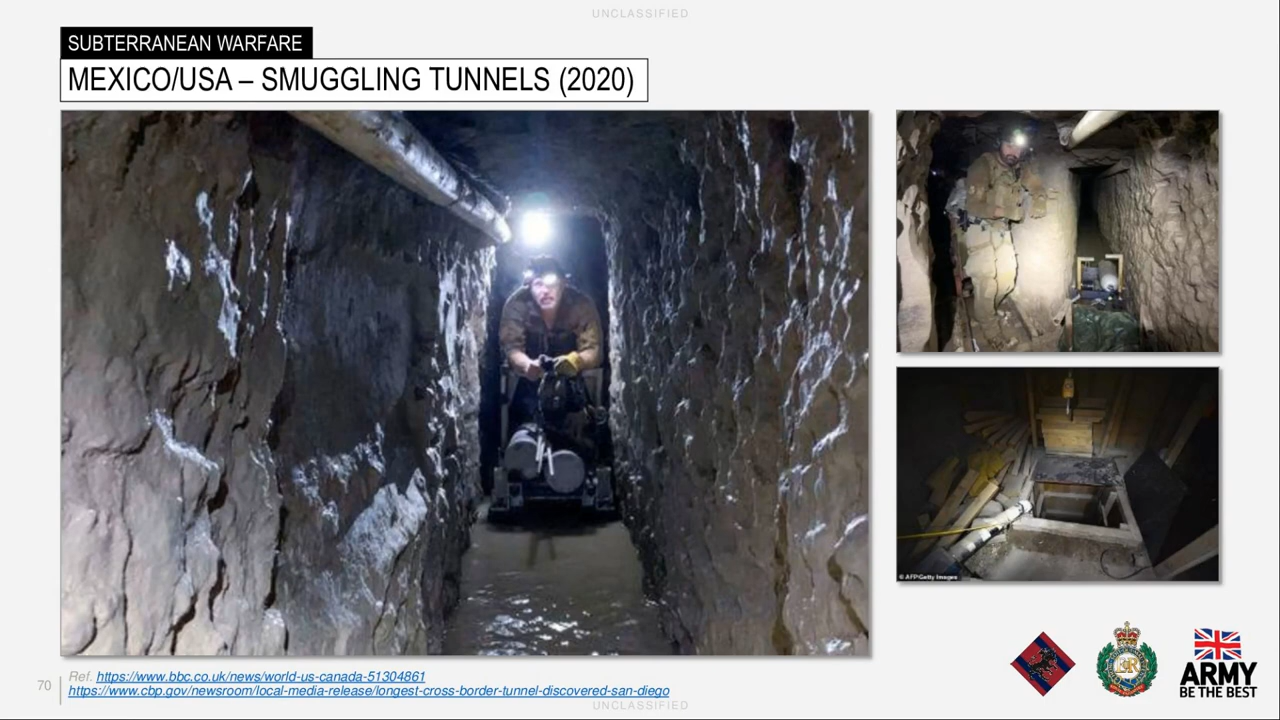 UNCLASSIFIED
SUBTERRANEAN WARFARE
MEXICO/USA – SMUGGLING TUNNELS (2020)
© AFP/Getty Images
ARMY
BE THE BEST
70
Ref. https://www.bbc.co.uk/news/world-us-canada-51304861
https://www.cbp.gov/newsroom/local-media-release/longest-cross-border-tunnel-discovered-san-diego
UNCLASSIFIED